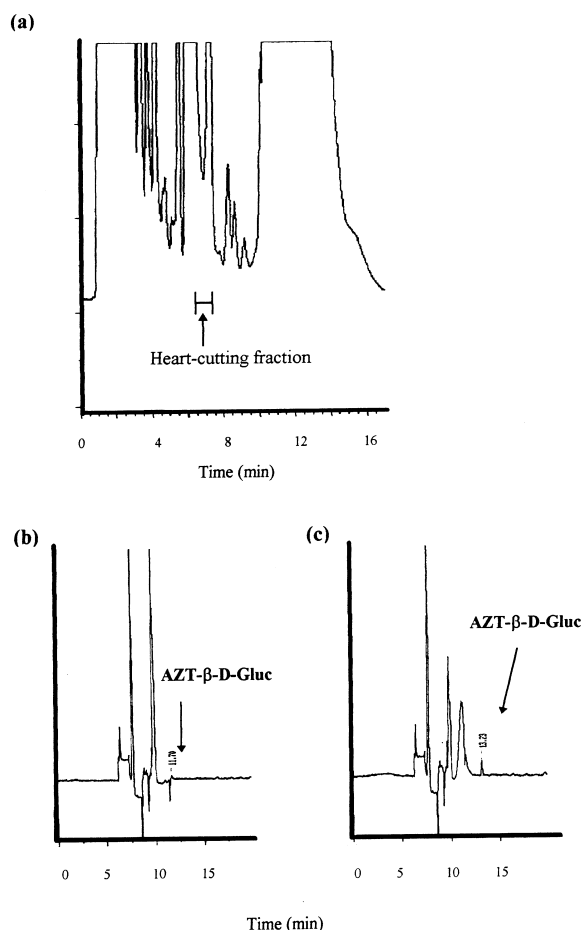 (a)
Heart-cutting fraction
0 4 8 12 16
Time (min)
(b)
AZT-β-D-Gluc
11.70
0 5 10 15
(c)
AZT-β-D-Gluc
13.23
0 5 10 15
Time (min)